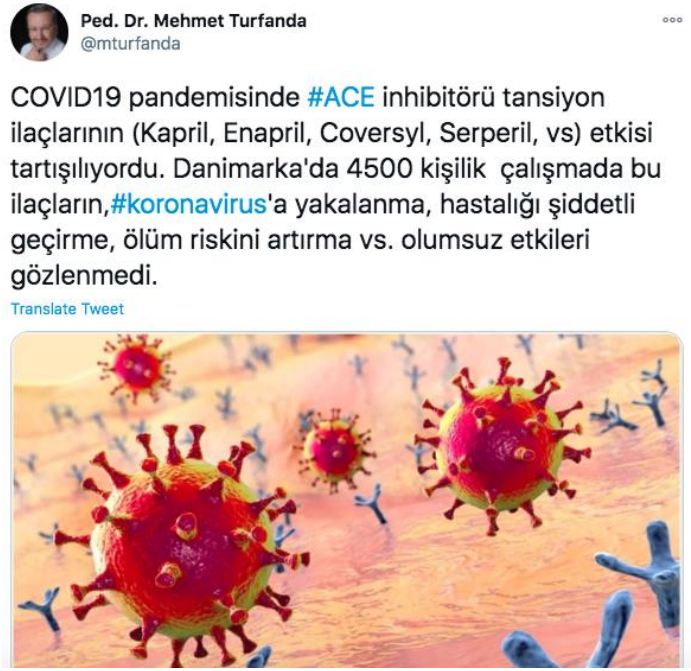 Ped. Dr. Mehmet Turfanda
@mturfanda
COVID19 pandemisinde #ACE inhibitörü tansiyon
ilaçlarının (Kapril, Enapril, Coversyl, Serperil, vs) etkisi
tartışılıyordu. Danimarka'da 4500 kişilik çalışmada bu
ilaçların,#koronavirus'a yakalanma, hastalığı şiddetli
geçirme, ölüm riskini artırma vs. olumsuz etkileri
gözlenmedi.
Translate Tweet